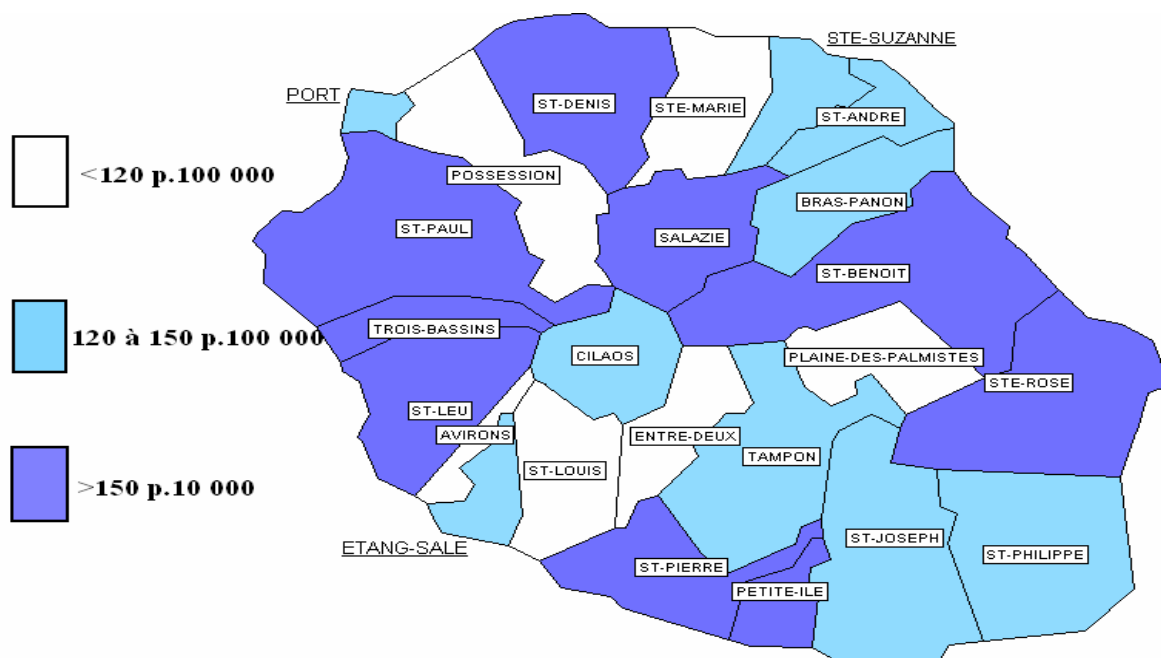 STE-SUZANNE
PORT
ST-DENIS
STE-MARIE
ST-ANDRE
<120 p.100 000
POSSESSION
BRAS-PANON
ST-PAUL
SALAZIE
ST-BENOIT
120 à 150 p.100 000
TROIS-BASSINS
CILAOS
PLAINE-DES-PALMISTES
STE-ROSE
ST-LEU
AVIRONS
ENTRE-DEUX
ST-LOUIS
TAMPON
>150 p.10 000
ETANG-SALE
ST-JOSEPH
ST-PHILIPPE
ST-PIERRE
PETITE-ILE